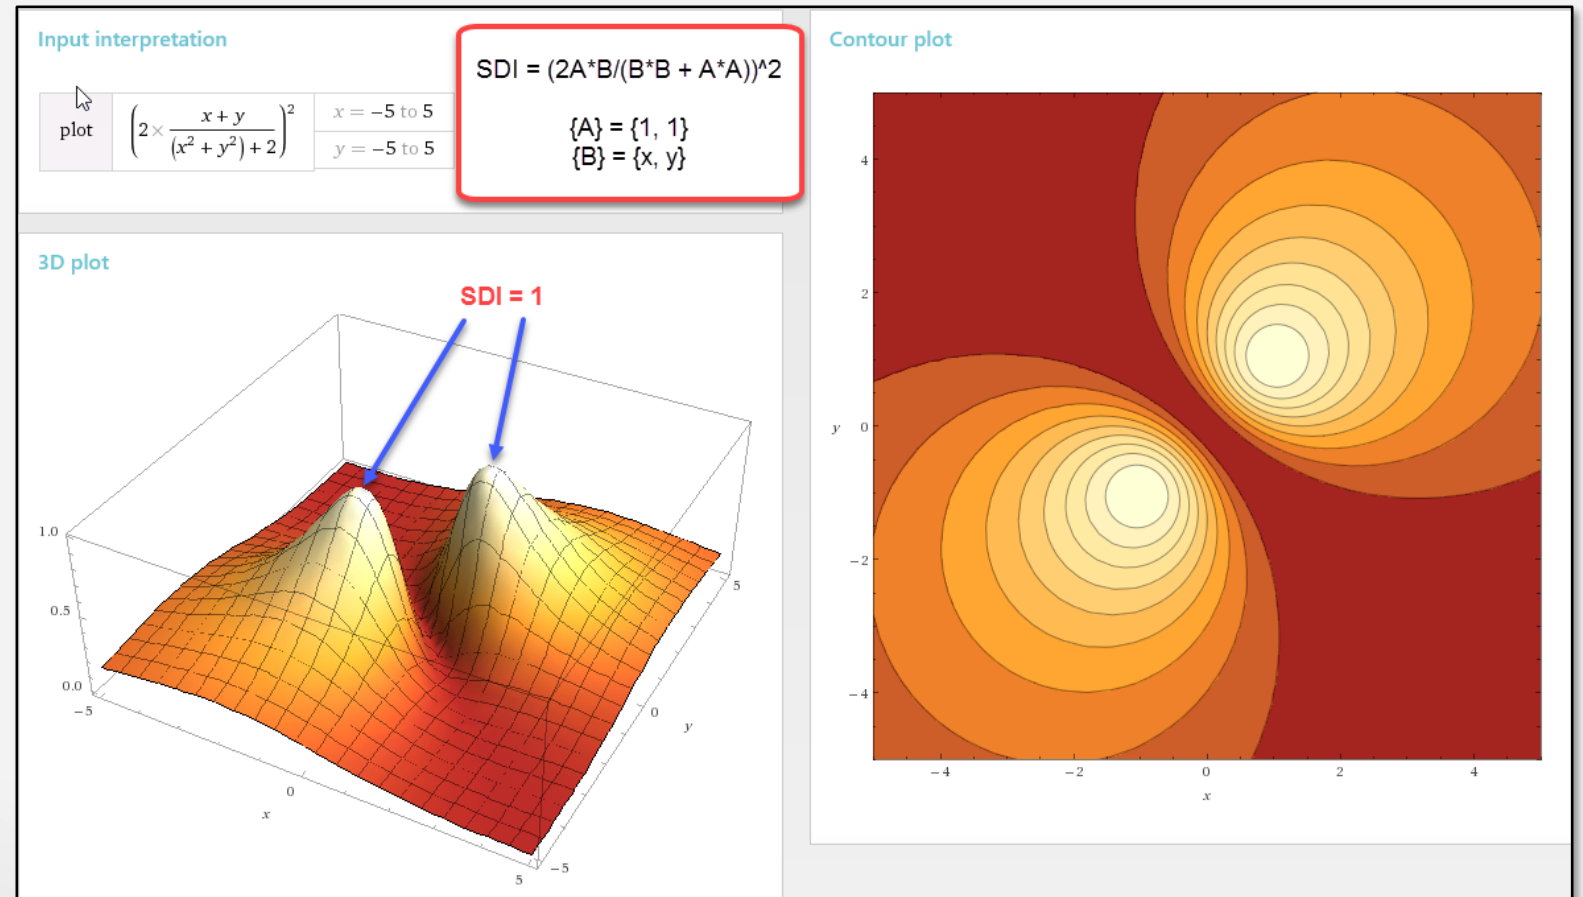 Input interpretation
plot
(2 × (x + y)/((x² + y²) + 2))²
x = −5 to 5
y = −5 to 5
SDI = (2A*B/(B*B + A*A))^2
{A} = {1, 1}
{B} = {x, y}
3D plot
SDI = 1
1.0
0.5
0.0
−5
0
x
5
−5
0
y
5
Contour plot
4
2
y
0
−2
−4
−4
−2
0
2
4
x